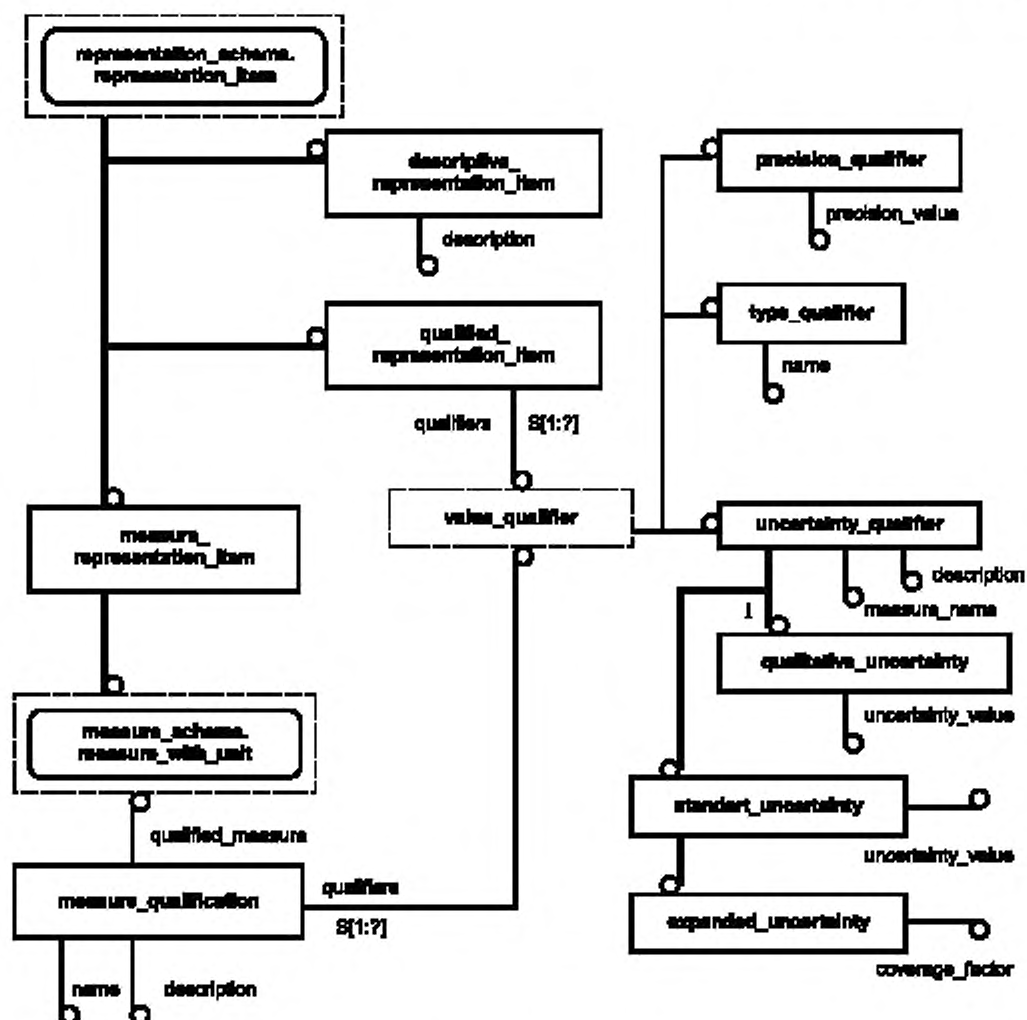 representation_schema.
representation_item
descriptive_
representation_item
description
precision_qualifier
precision_value
qualified_
representation_item
qualifiers S[1:?]
type_qualifier
name
value_qualifier
uncertainty_qualifier
description
measure_name
1
qualitative_uncertainty
uncertainty_value
measure_
representation_item
measure_schema.
measure_with_unit
qualified_measure
standart_uncertainty
uncertainty_value
measure_qualification
qualifiers
S[1:?]
expanded_uncertainty
coverage_factor
name description